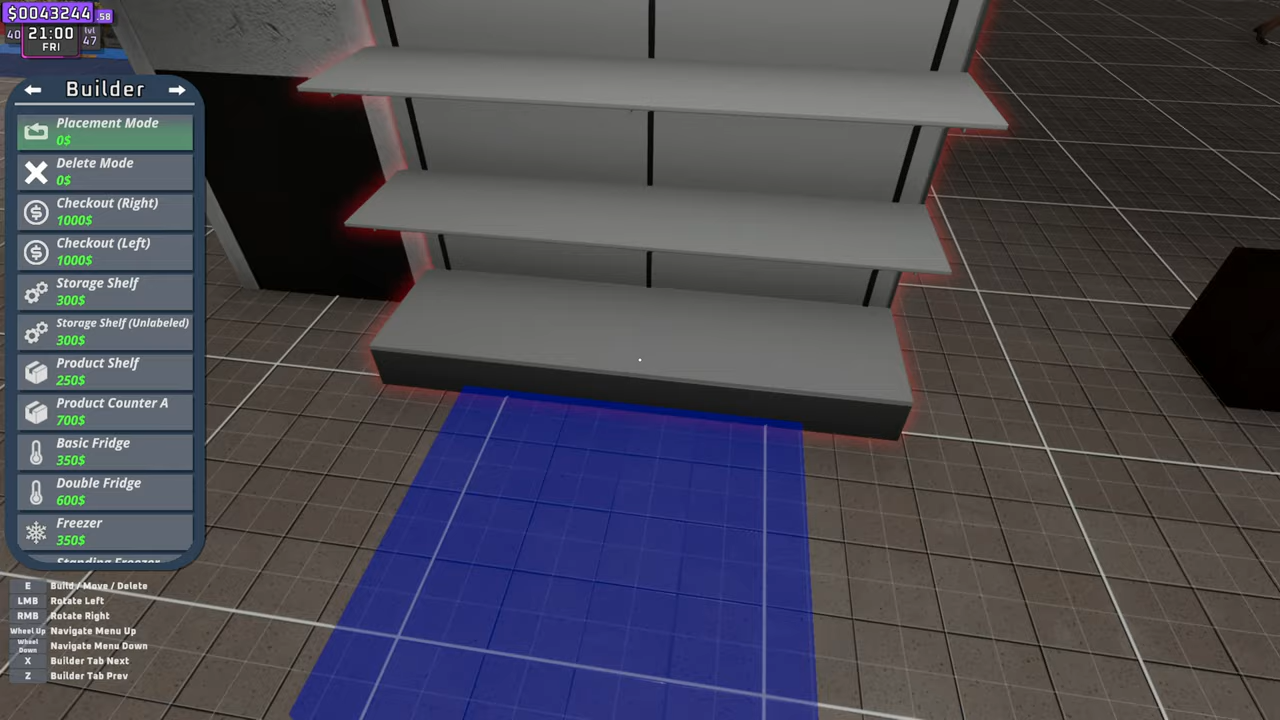 $0043244 .58
40 21:00 lvl
FRI 47
Builder
Placement Mode
0$
Delete Mode
0$
Checkout (Right)
1000$
Checkout (Left)
1000$
Storage Shelf
300$
Storage Shelf (Unlabeled)
300$
Product Shelf
250$
Product Counter A
700$
Basic Fridge
350$
Double Fridge
600$
Freezer
350$
Standing Freezer
E Build / Move / Delete
LMB Rotate Left
RMB Rotate Right
Wheel Up Navigate Menu Up
Wheel Down Navigate Menu Down
X Builder Tab Next
Z Builder Tab Prev